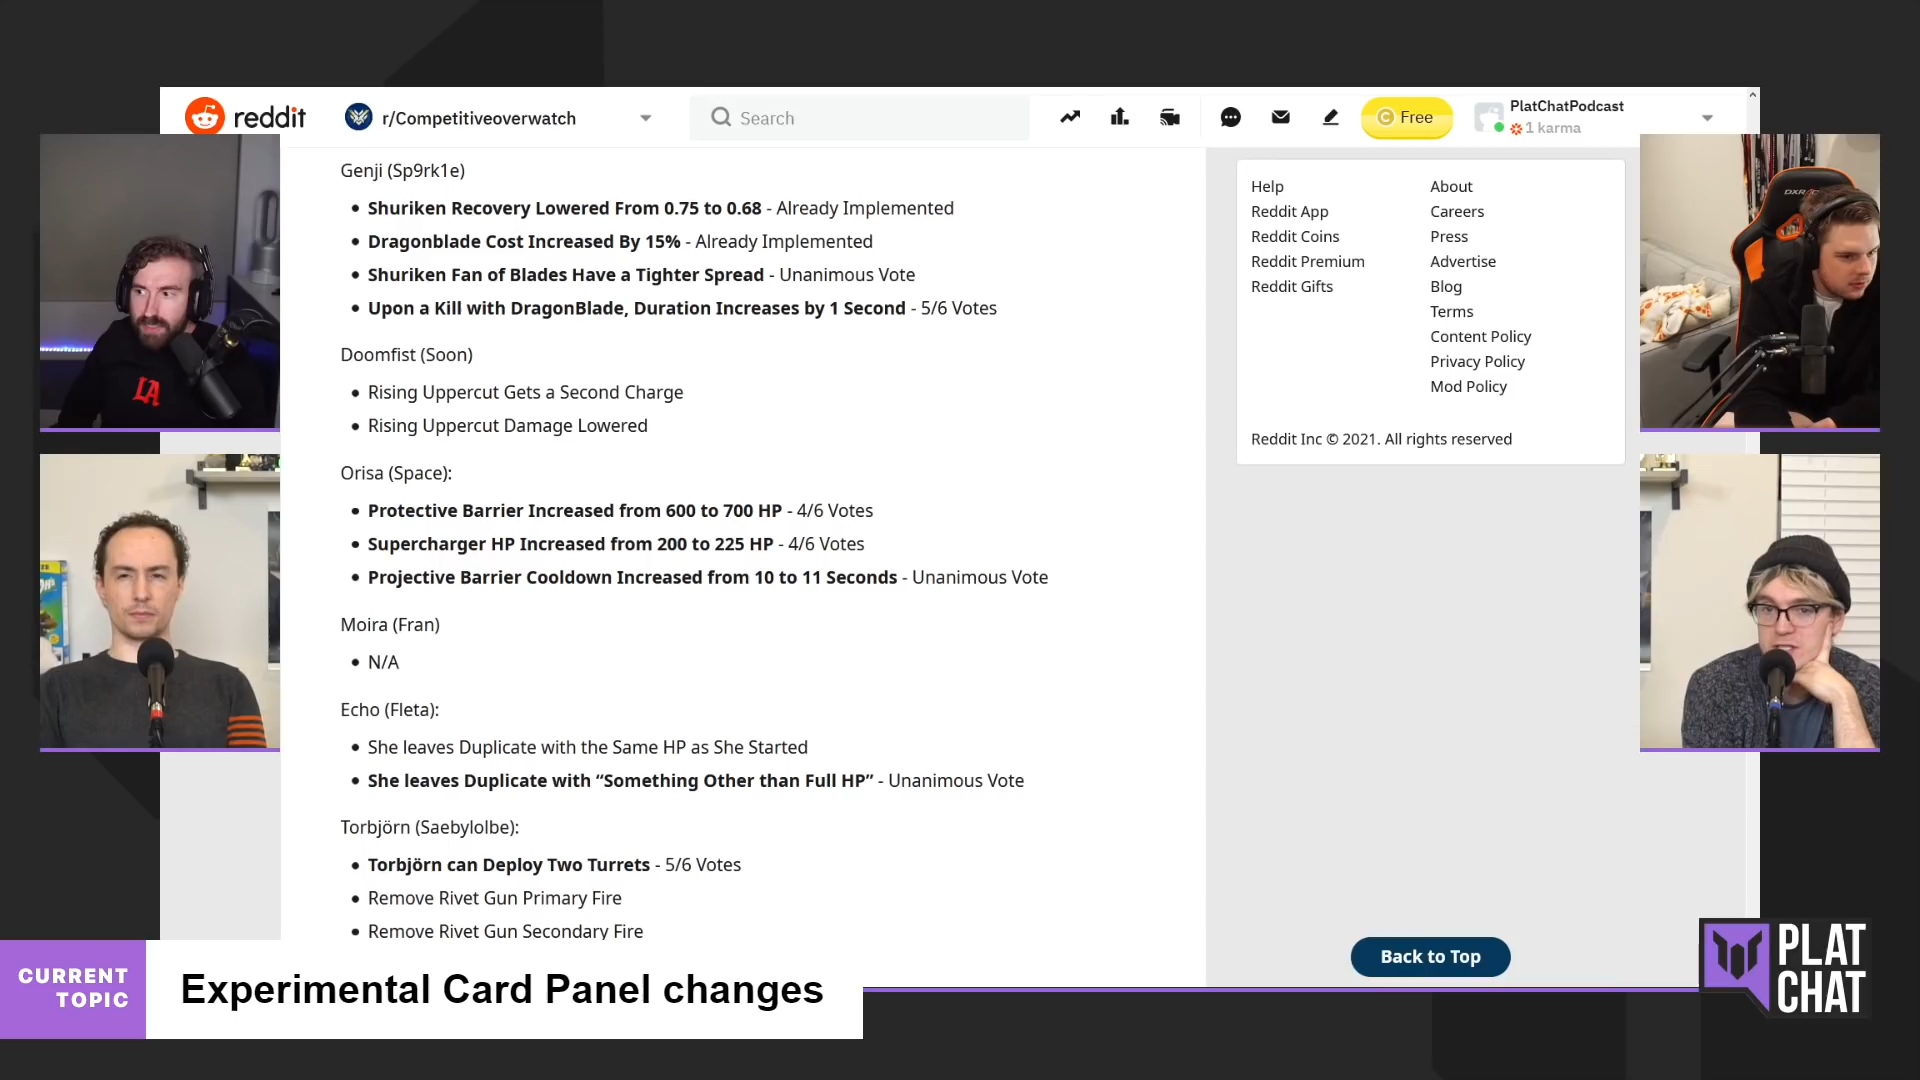 reddit
r/Competitiveoverwatch
Search
Free
PlatChatPodcast
1 karma
Genji (Sp9rk1e)
• Shuriken Recovery Lowered From 0.75 to 0.68 - Already Implemented
• Dragonblade Cost Increased By 15% - Already Implemented
• Shuriken Fan of Blades Have a Tighter Spread - Unanimous Vote
• Upon a Kill with DragonBlade, Duration Increases by 1 Second - 5/6 Votes
Doomfist (Soon)
• Rising Uppercut Gets a Second Charge
• Rising Uppercut Damage Lowered
Orisa (Space):
• Protective Barrier Increased from 600 to 700 HP - 4/6 Votes
• Supercharger HP Increased from 200 to 225 HP - 4/6 Votes
• Projective Barrier Cooldown Increased from 10 to 11 Seconds - Unanimous Vote
Moira (Fran)
• N/A
Echo (Fleta):
• She leaves Duplicate with the Same HP as She Started
• She leaves Duplicate with “Something Other than Full HP” - Unanimous Vote
Torbjörn (Saebylolbe):
• Torbjörn can Deploy Two Turrets - 5/6 Votes
• Remove Rivet Gun Primary Fire
• Remove Rivet Gun Secondary Fire
Help
Reddit App
Reddit Coins
Reddit Premium
Reddit Gifts
About
Careers
Press
Advertise
Blog
Terms
Content Policy
Privacy Policy
Mod Policy
Reddit Inc © 2021. All rights reserved
Back to Top
LA
DXR
CURRENT
TOPIC
Experimental Card Panel changes
PLAT
CHAT